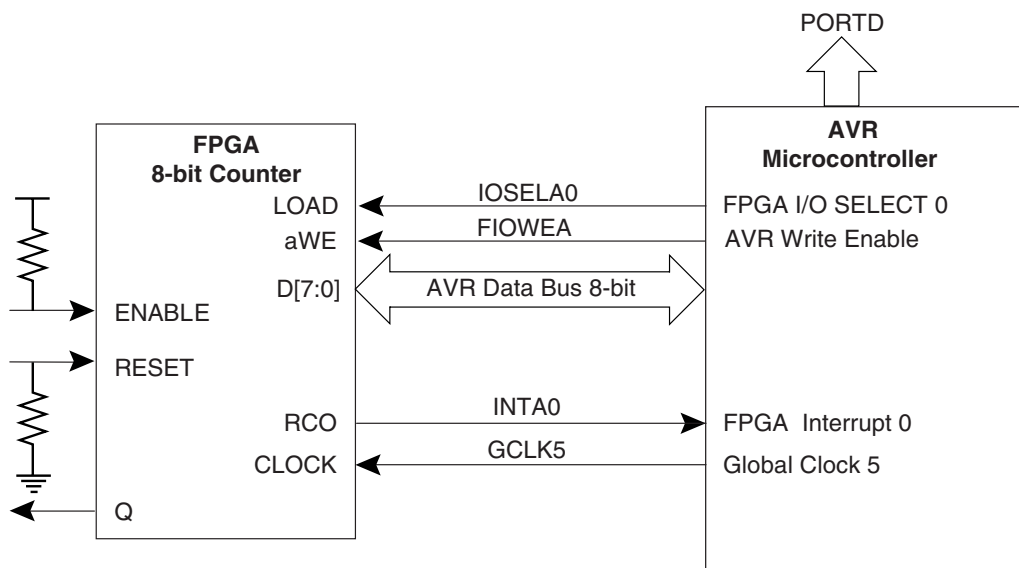 PORTD
FPGA
8-bit Counter
LOAD
aWE
D[7:0]
ENABLE
RESET
RCO
CLOCK
Q
IOSELA0
FIOWEA
AVR Data Bus 8-bit
INTA0
GCLK5
AVR
Microcontroller
FPGA I/O SELECT 0
AVR Write Enable
FPGA Interrupt 0
Global Clock 5